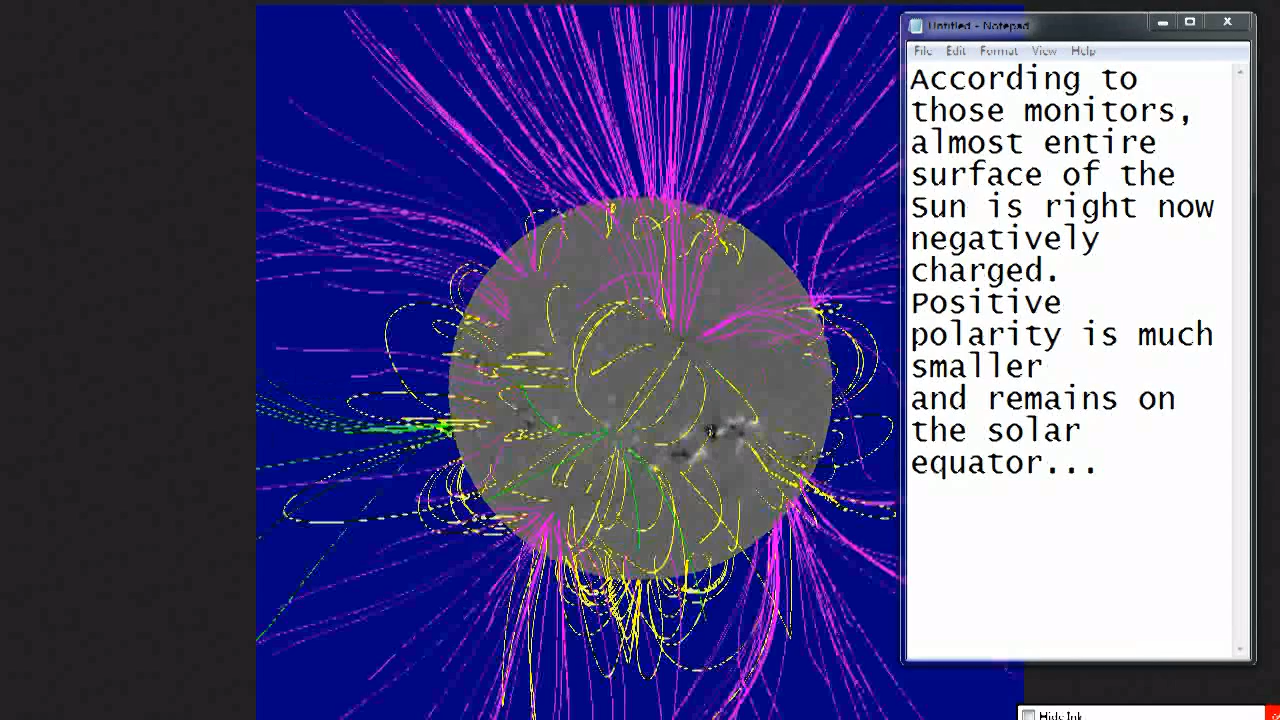 Untitled - Notepad
File Edit Format View Help
According to
those monitors,
almost entire
surface of the
Sun is right now
negatively
charged.
Positive
polarity is much
smaller
and remains on
the solar
equator...
Hide Ink